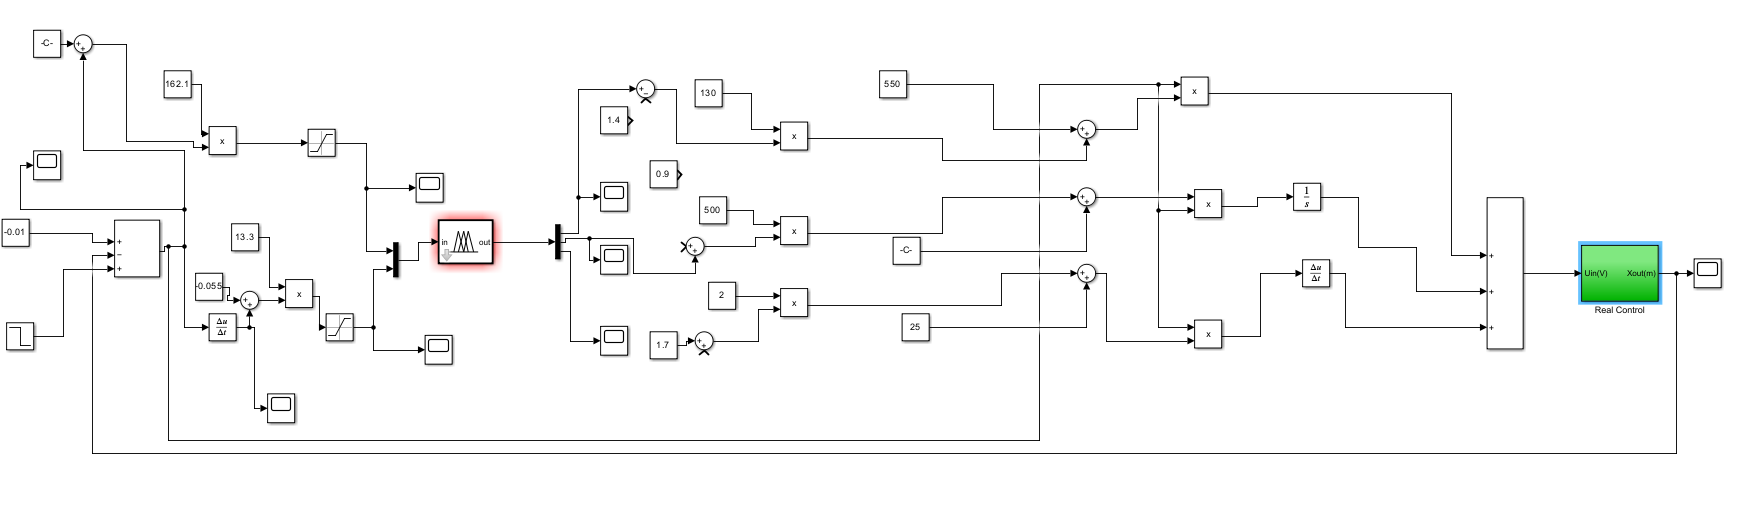 -C-
162.1
x
-0.01
+
−
+
13.3
-0.055
x
Δu
Δt
in
out
1.4
0.9
130
x
500
x
2
x
1.7
550
-C-
25
x
x
1
s
x
Δu
Δt
+
+
+
Uin(V)
Xout(m)
Real Control